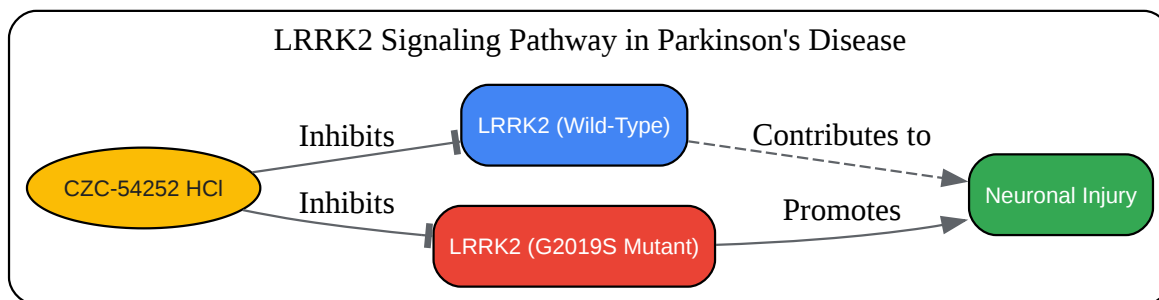 LRRK2 Signaling Pathway in Parkinson's Disease
Inhibits
LRRK2 (Wild-Type)
Contributes to
CZC-54252 HCl
Neuronal Injury
Inhibits
LRRK2 (G2019S Mutant)
Promotes